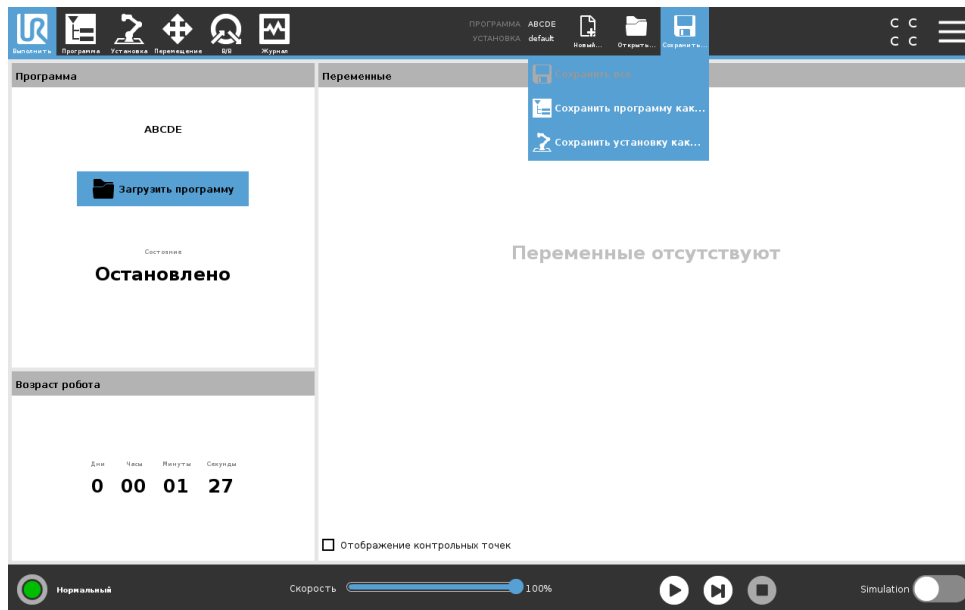 Выполнить
Программа
Установка
Перемещение
В/В
Журнал
ПРОГРАММА ABCDE
УСТАНОВКА default
Новый...
Открыть...
Сохранить...
C C
C C
Программа
Переменные
Сохранить все
Сохранить программу как...
Сохранить установку как...
ABCDE
Загрузить программу
Состояние
Остановлено
Переменные отсутствуют
Возраст робота
Дни Часы Минуты Секунды
0 00 01 27
Отображение контрольных точек
Нормальный
Скорость 100%
Simulation